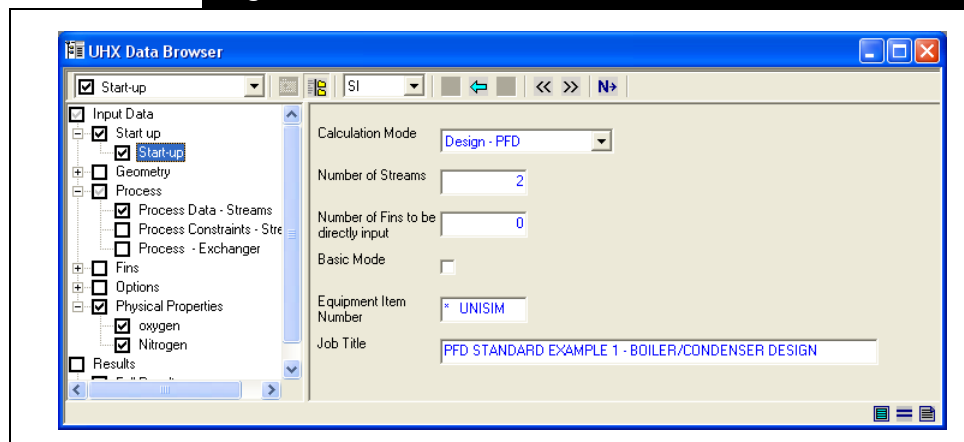 UHX Data Browser
Start-up
SI
N
Input Data
Start up
Start-up
Geometry
Process
Process Data - Streams
Process Constraints - Stre
Process - Exchanger
Fins
Options
Physical Properties
oxygen
Nitrogen
Results
Calculation Mode
Design - PFD
Number of Streams
2
Number of Fins to be
directly input
0
Basic Mode
Equipment Item
Number
* UNISIM
Job Title
PFD STANDARD EXAMPLE 1 - BOILER/CONDENSER DESIGN